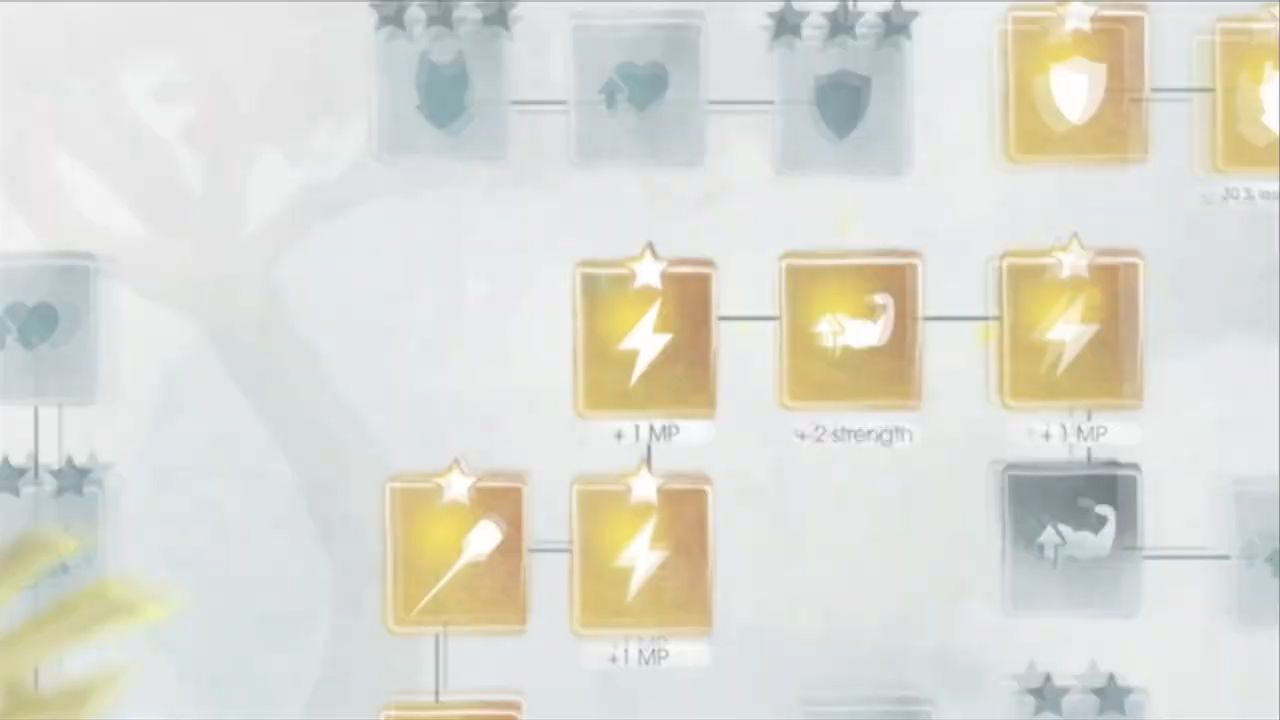 + 1 MP
+ 2 strength
+ 1 MP
+1 MP